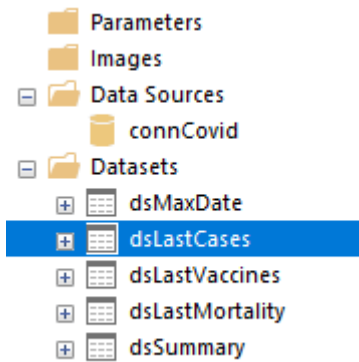 Parameters
Images
Data Sources
connCovid
Datasets
dsMaxDate
dsLastCases
dsLastVaccines
dsLastMortality
dsSummary